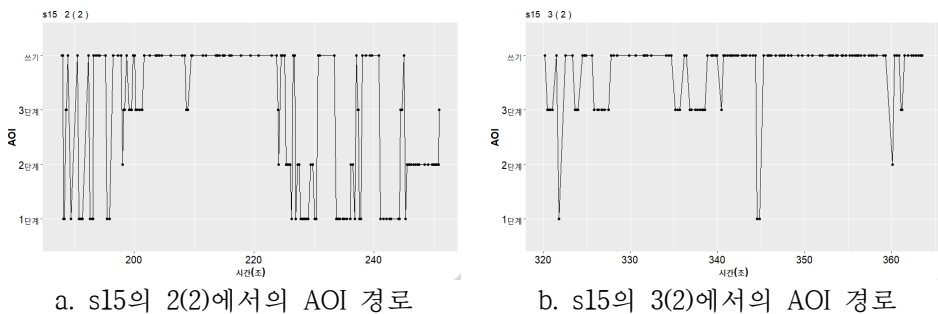 s15 2 ( 2 )
쓰기
3단계
2단계
1단계
AOI
200 220 240
시간(초)
a. s15의 2(2)에서의 AOI 경로
s15 3 ( 2 )
쓰기
3단계
2단계
1단계
AOI
320 330 340 350 360
시간(초)
b. s15의 3(2)에서의 AOI 경로